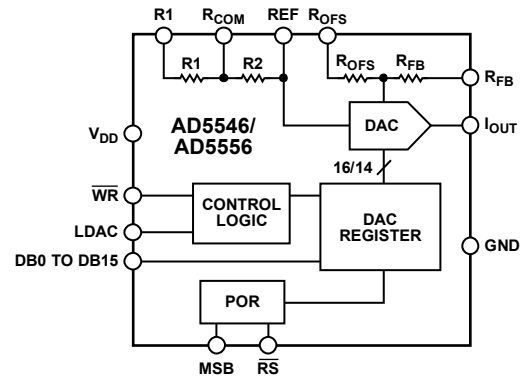 R1 RCOM REF ROFS
R1 R2 ROFS RFB
RFB
VDD
AD5546/
AD5556
DAC
IOUT
16/14
WR
CONTROL
LOGIC
LDAC
DAC
REGISTER
GND
DB0 TO DB15
POR
MSB RS